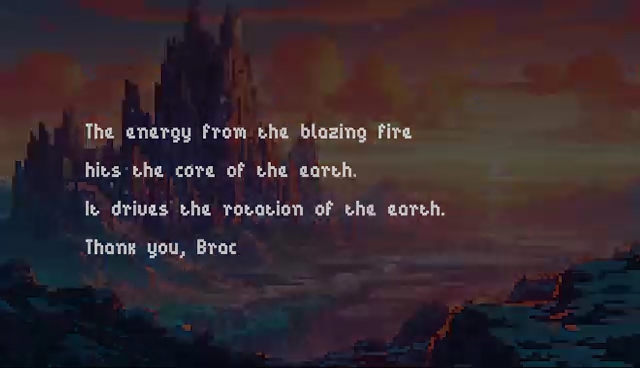 The energy from the blazing fire
hits the core of the earth.
It drives the rotation of the earth.
Thank you, Brac